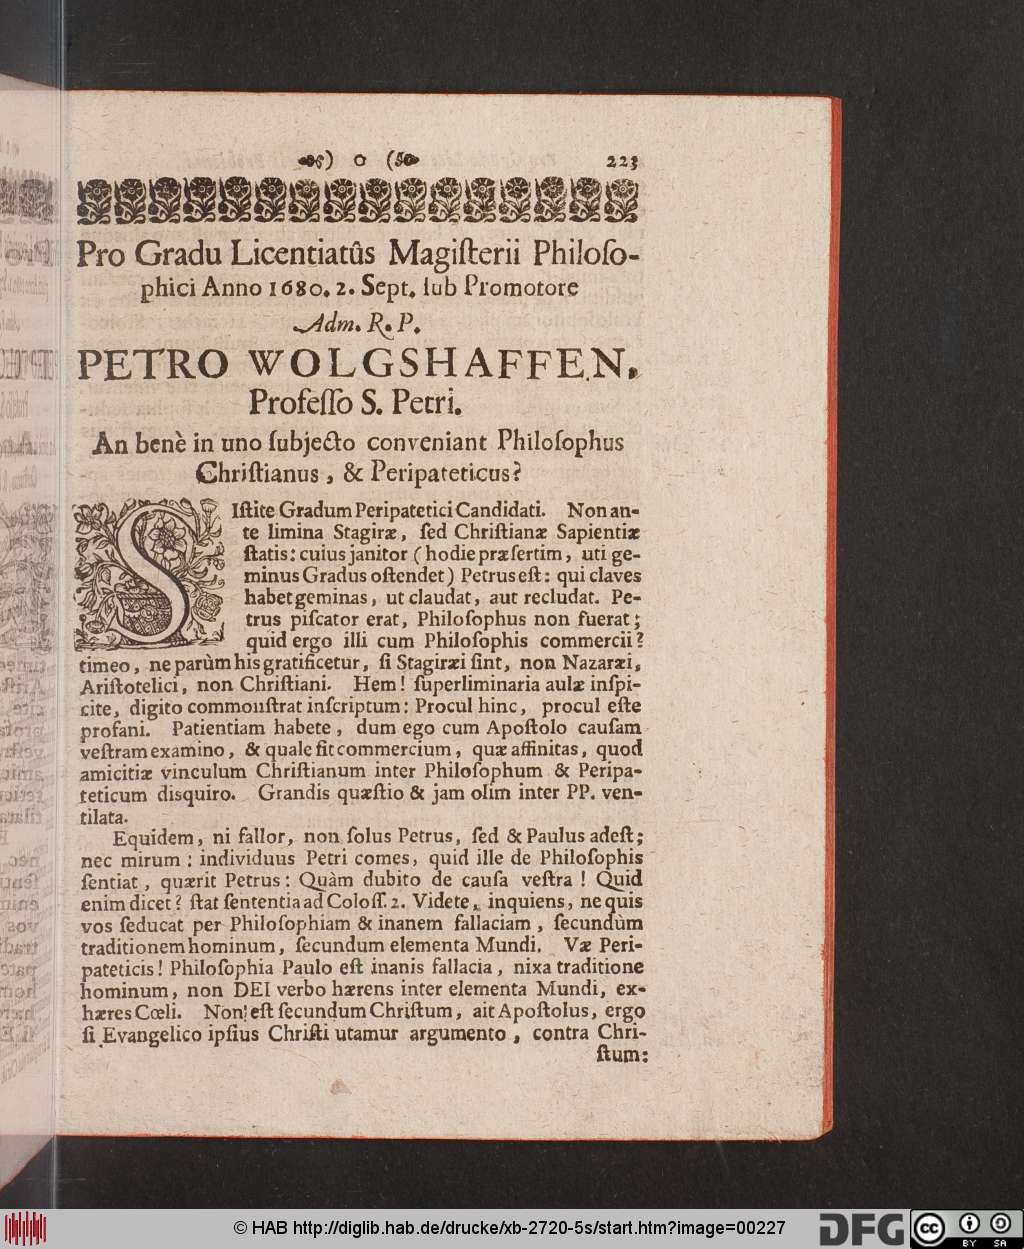 ) o ( 223
Pro Gradu Licentiatûs Magiſterii Philoſo-
phici Anno 1680. 2. Sept. ſub Promotore
Adm. R. P.
PETRO WOLGSHAFFEN,
Profeſſo S. Petri.
An benè in uno ſubjecto conveniant Philoſophus
Chriſtianus, & Peripateticus?
SIſtite Gradum Peripatetici Candidati. Non an-
te limina Stagiræ, ſed Chriſtianæ Sapientiæ
ſtatis: cuius janitor (hodie præſertim, uti ge-
minus Gradus oſtendet) Petrus eſt: qui claves
habet geminas, ut claudat, aut recludat. Pe-
trus piſcator erat, Philoſophus non fuerat;
quid ergo illi cum Philoſophis commercii?
timeo, ne parùm his gratificetur, ſi Stagiræi ſint, non Nazaræi,
Ariſtotelici, non Chriſtiani. Hem! ſuperliminaria aulæ inſpi-
cite, digito commonſtrat inſcriptum: Procul hinc, procul eſte
profani. Patientiam habete, dum ego cum Apoſtolo cauſam
veſtram examino, & quale ſit commercium, quæ affinitas, quod
amicitiæ vinculum Chriſtianum inter Philoſophum & Peripa-
teticum diſquiro. Grandis quæſtio & jam olim inter PP. ven-
tilata.
Equidem, ni fallor, non ſolus Petrus, ſed & Paulus adeſt;
nec mirum: individuus Petri comes, quid ille de Philoſophis
ſentiat, quærit Petrus: Quàm dubito de cauſa veſtra! Quid
enim dicet? ſtat ſententia ad Coloſſ. 2. Videte, inquiens, ne quis
vos ſeducat per Philoſophiam & inanem fallaciam, ſecundùm
traditionem hominum, ſecundum elementa Mundi. Væ Peri-
pateticis! Philoſophia Paulo eſt inanis fallacia, nixa traditione
hominum, non DEI verbo hærens inter elementa Mundi, ex-
hæres Cœli. Non! eſt ſecundum Chriſtum, ait Apoſtolus, ergo
ſi Evangelico ipſius Chriſti utamur argumento, contra Chri-
ſtum:
© HAB http://diglib.hab.de/drucke/xb-2720-5s/start.htm?image=00227
DFG cc BY SA